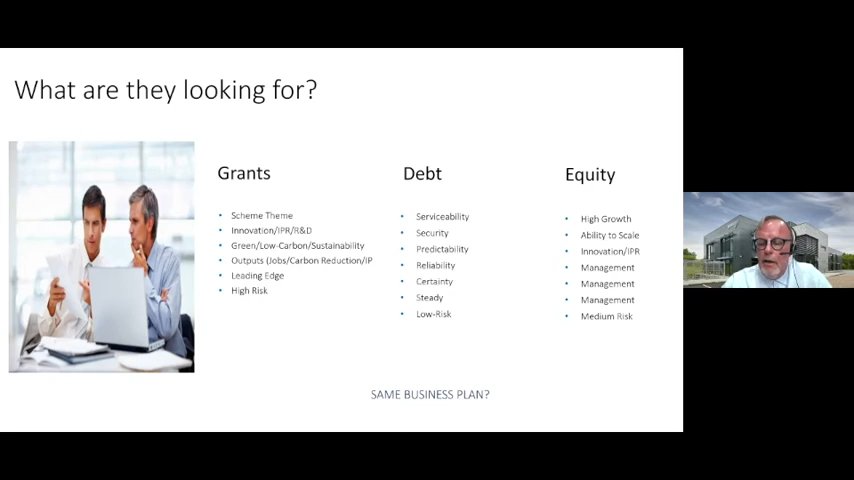 What are they looking for?
Grants
Scheme Theme
Innovation/IPR/R&D
Green/Low-Carbon/Sustainability
Outputs (Jobs/Carbon Reduction/IP
Leading Edge
High Risk
Debt
Serviceability
Security
Predictability
Reliability
Certainty
Steady
Low-Risk
Equity
High Growth
Ability to Scale
Innovation/IPR
Management
Management
Management
Medium Risk
SAME BUSINESS PLAN?